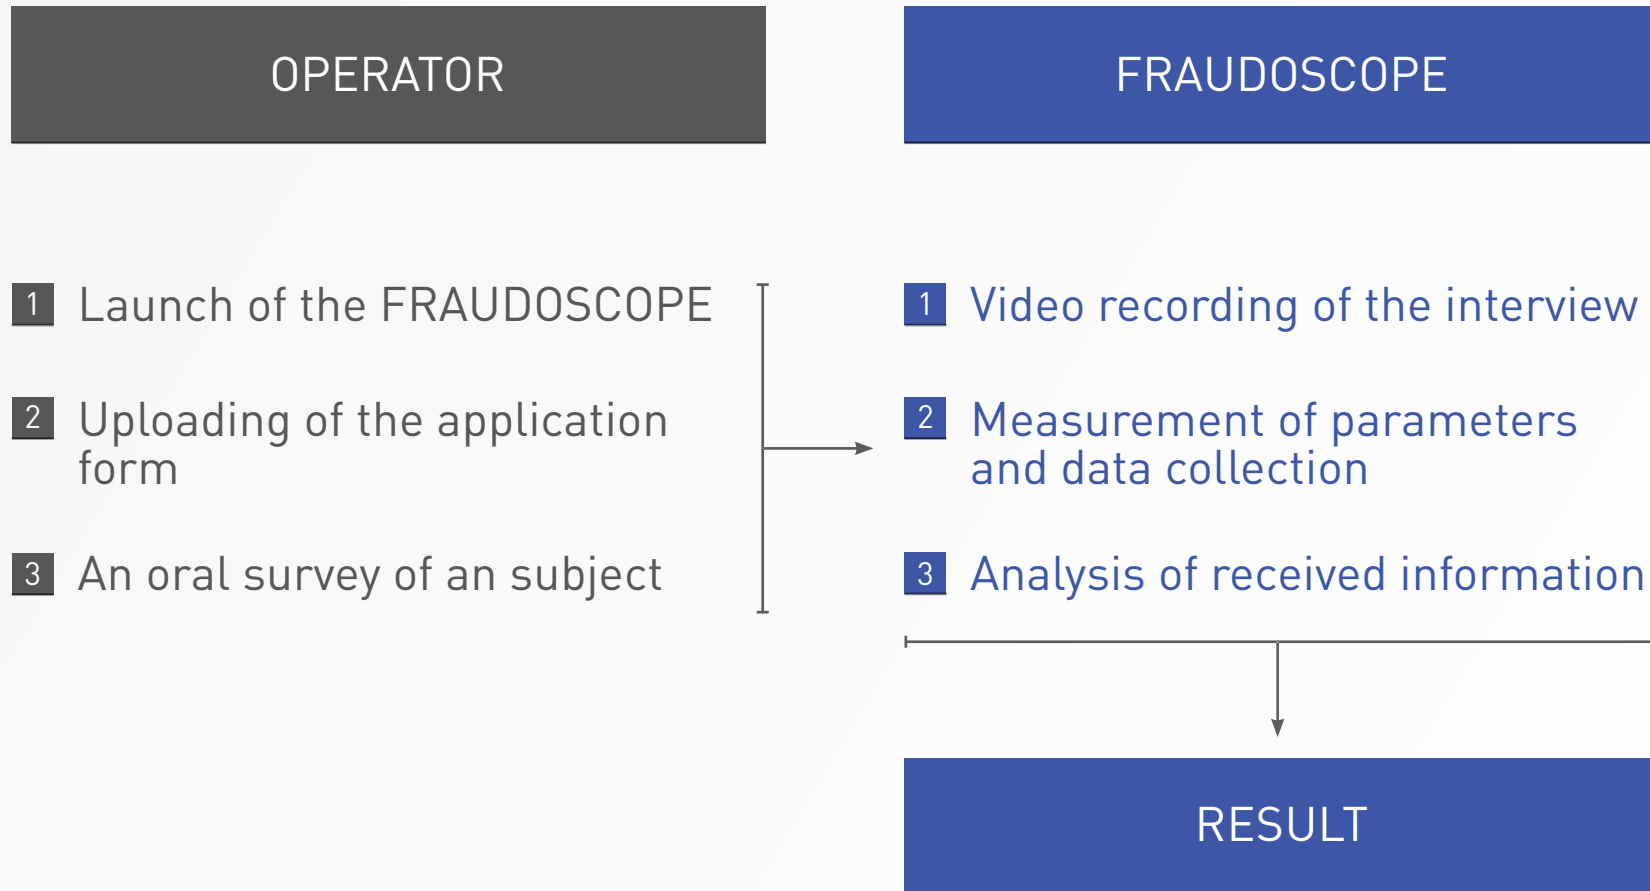 OPERATOR
1 Launch of the FRAUDOSCOPE
2 Uploading of the application
form
3 An oral survey of an subject
FRAUDOSCOPE
1 Video recording of the interview
2 Measurement of parameters
and data collection
3 Analysis of received information
RESULT